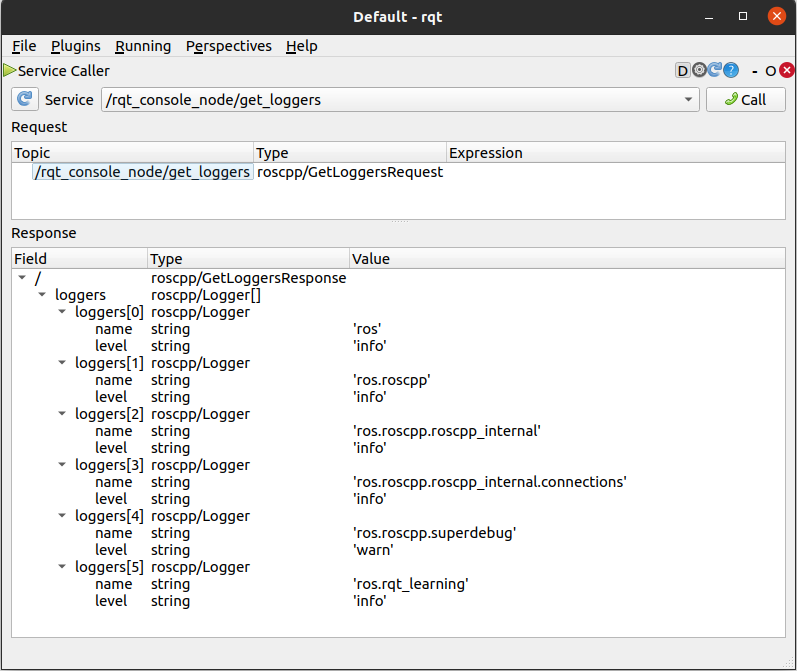 Default - rqt
File Plugins Running Perspectives Help
Service Caller D ? - O
Service /rqt_console_node/get_loggers Call
Request
Topic Type Expression
/rqt_console_node/get_loggers roscpp/GetLoggersRequest
Response
Field Type Value
/ roscpp/GetLoggersResponse
loggers roscpp/Logger[]
loggers[0] roscpp/Logger
name string 'ros'
level string 'info'
loggers[1] roscpp/Logger
name string 'ros.roscpp'
level string 'info'
loggers[2] roscpp/Logger
name string 'ros.roscpp.roscpp_internal'
level string 'info'
loggers[3] roscpp/Logger
name string 'ros.roscpp.roscpp_internal.connections'
level string 'info'
loggers[4] roscpp/Logger
name string 'ros.roscpp.superdebug'
level string 'warn'
loggers[5] roscpp/Logger
name string 'ros.rqt_learning'
level string 'info'